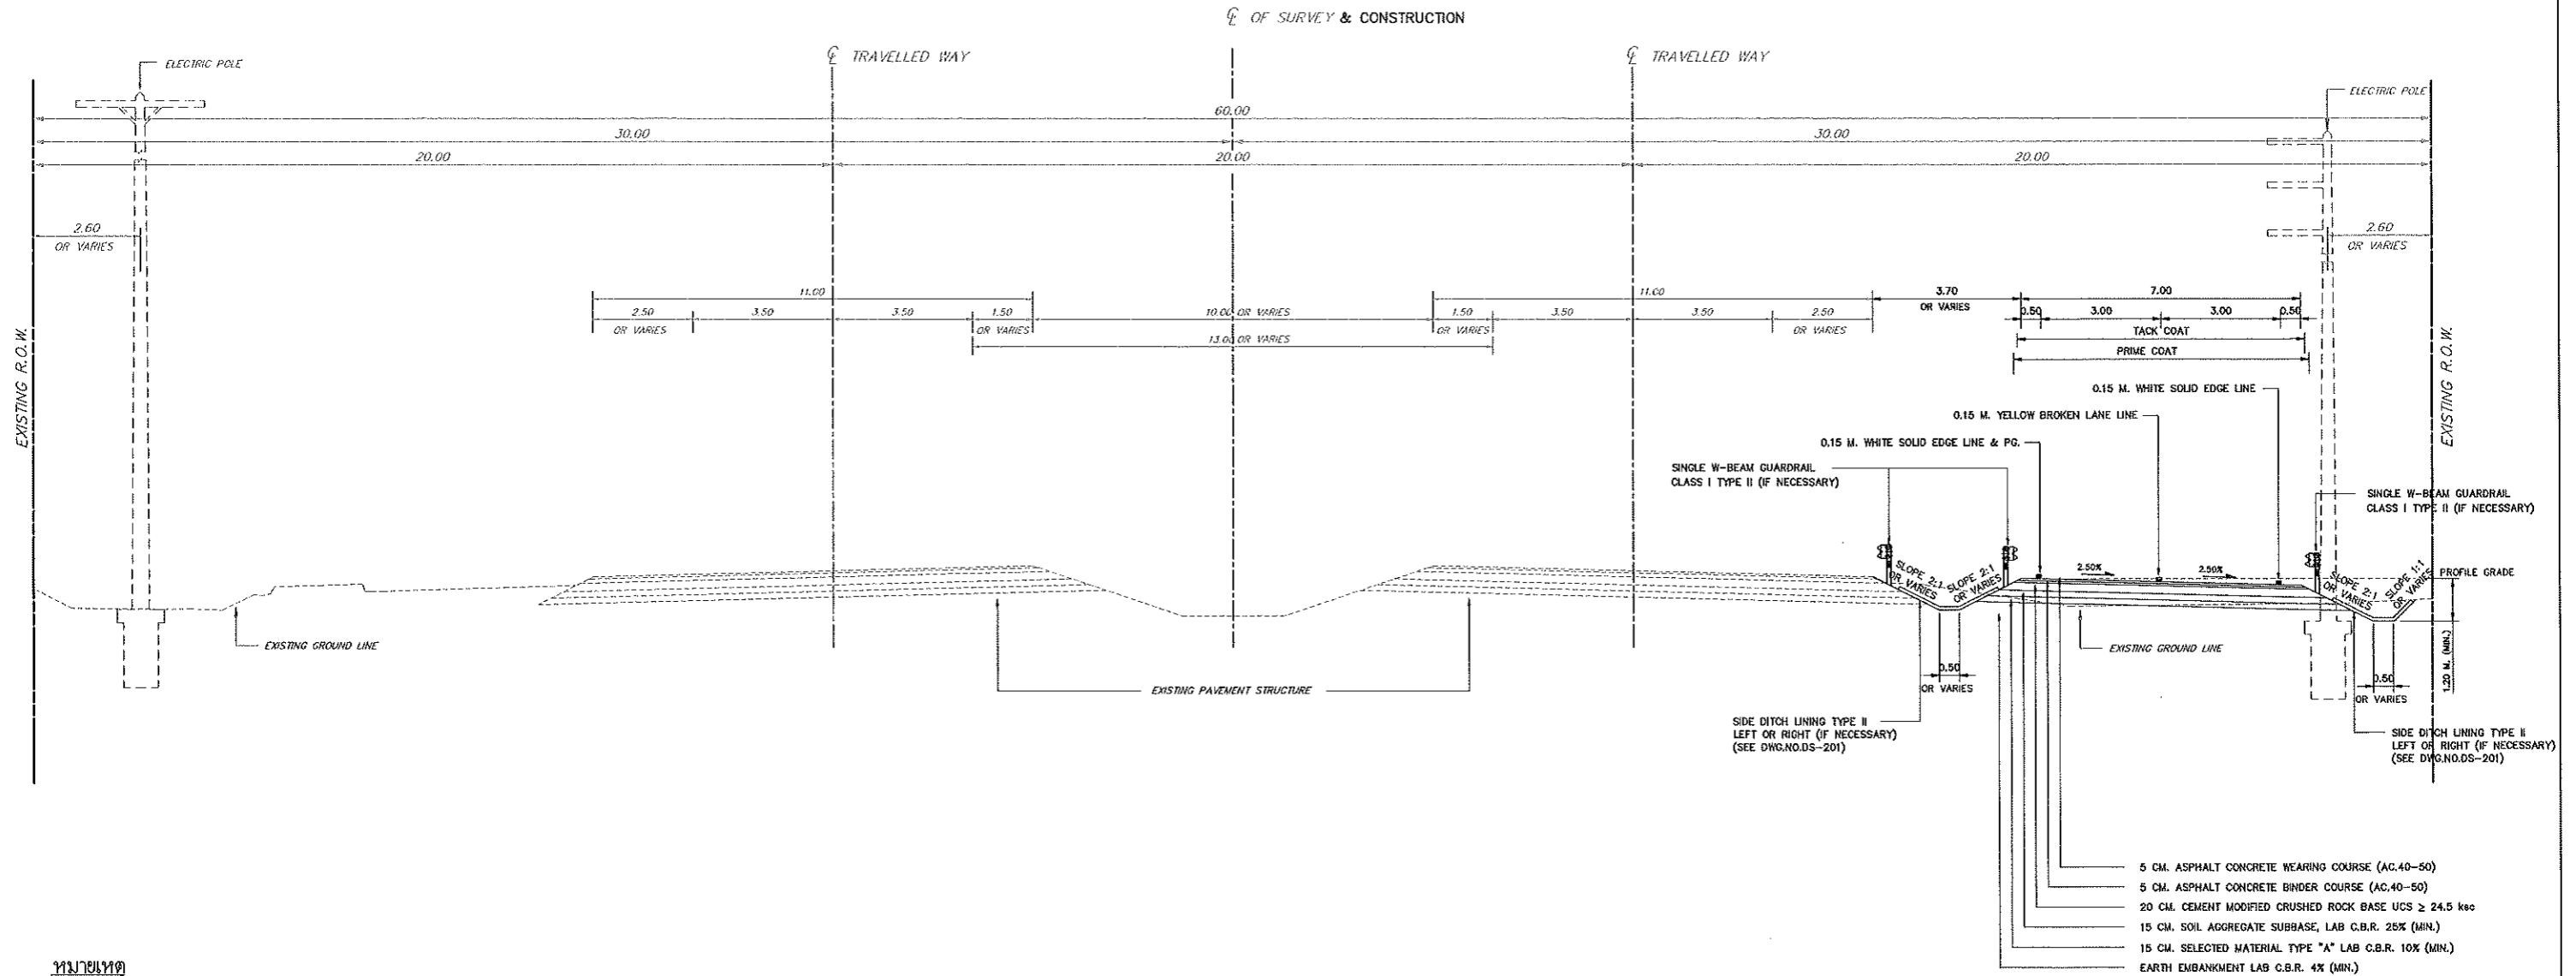 ℄ OF SURVEY & CONSTRUCTION
℄ TRAVELLED WAY
℄ TRAVELLED WAY
ELECTRIC POLE
ELECTRIC POLE
60.00
30.00
30.00
20.00
20.00
20.00
2.60
OR VARIES
2.60
OR VARIES
EXISTING R.O.W.
EXISTING R.O.W.
11.00
2.50
OR VARIES
3.50
3.50
1.50
OR VARIES
10.00 OR VARIES
13.00 OR VARIES
11.00
1.50
OR VARIES
3.50
3.50
2.50
OR VARIES
3.70
OR VARIES
7.00
0.50
3.00
3.00
0.50
TACK COAT
PRIME COAT
0.15 M. WHITE SOLID EDGE LINE
0.15 M. YELLOW BROKEN LANE LINE
0.15 M. WHITE SOLID EDGE LINE & PG.
SINGLE W-BEAM GUARDRAIL
CLASS I TYPE II (IF NECESSARY)
SINGLE W-BEAM GUARDRAIL
CLASS I TYPE II (IF NECESSARY)
SLOPE 2:1
OR VARIES
SLOPE 2:1
OR VARIES
2.50%
2.50%
SLOPE 2:1
OR VARIES
SLOPE 1:1
OR VARIES
PROFILE GRADE
1.20 M. (MIN.)
EXISTING GROUND LINE
EXISTING GROUND LINE
EXISTING PAVEMENT STRUCTURE
0.50
OR VARIES
0.50
OR VARIES
SIDE DITCH LINING TYPE II
LEFT OR RIGHT (IF NECESSARY)
(SEE DWG.NO.DS-201)
SIDE DITCH LINING TYPE II
LEFT OR RIGHT (IF NECESSARY)
(SEE DWG.NO.DS-201)
5 CM. ASPHALT CONCRETE WEARING COURSE (AC.40-50)
5 CM. ASPHALT CONCRETE BINDER COURSE (AC.40-50)
20 CM. CEMENT MODIFIED CRUSHED ROCK BASE UCS ≥ 24.5 ksc
15 CM. SOIL AGGREGATE SUBBASE, LAB C.B.R. 25% (MIN.)
15 CM. SELECTED MATERIAL TYPE "A" LAB C.B.R. 10% (MIN.)
EARTH EMBANKMENT LAB C.B.R. 4% (MIN.)
หมายเหตุ